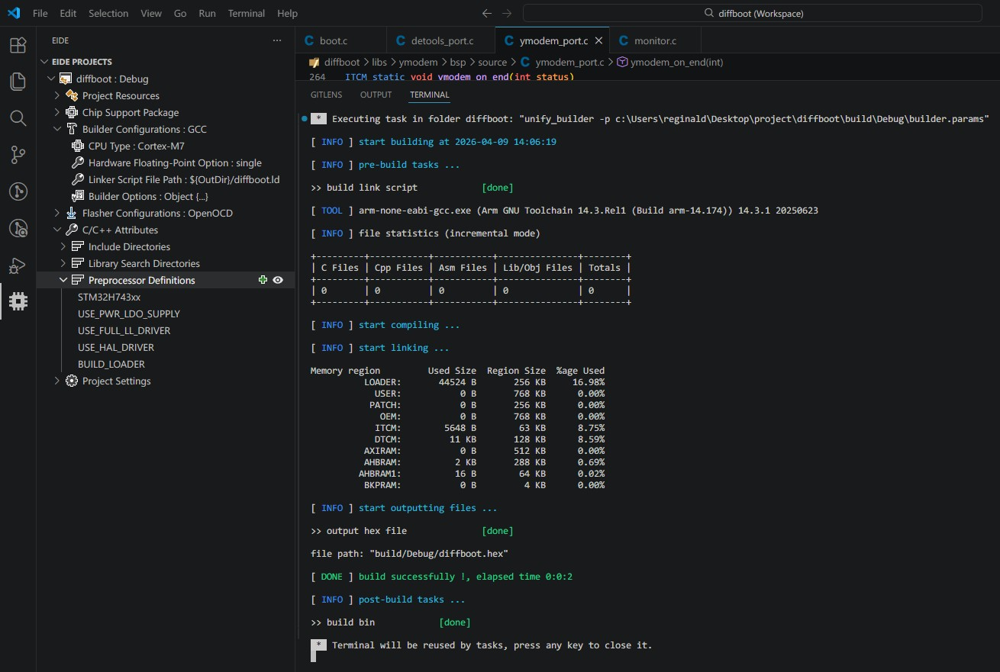 File Edit Selection View Go Run Terminal Help
diffboot (Workspace)
EIDE
EIDE PROJECTS
diffboot : Debug
Project Resources
Chip Support Package
Builder Configurations : GCC
CPU Type : Cortex-M7
Hardware Floating-Point Option : single
Linker Script File Path : ${OutDir}/diffboot.ld
Builder Options : Object {...}
Flasher Configurations : OpenOCD
C/C++ Attributes
Include Directories
Library Search Directories
Preprocessor Definitions
STM32H743xx
USE_PWR_LDO_SUPPLY
USE_FULL_LL_DRIVER
USE_HAL_DRIVER
BUILD_LOADER
Project Settings
boot.c detools_port.c ymodem_port.c monitor.c
diffboot > libs > ymodem > bsp > source > ymodem_port.c > ymodem_on_end(int)
264 ITCM static void ymodem_on_end(int status)
GITLENS OUTPUT TERMINAL
* Executing task in folder diffboot: "unify_builder -p c:\Users\reginald\Desktop\project\diffboot\build\Debug\builder.params"
[ INFO ] start building at 2026-04-09 14:06:19
[ INFO ] pre-build tasks ...
>> build link script [done]
[ TOOL ] arm-none-eabi-gcc.exe (Arm GNU Toolchain 14.3.Rel1 (Build arm-14.174)) 14.3.1 20250623
[ INFO ] file statistics (incremental mode)
+---------+-----------+-----------+---------------+--------+
| C Files | Cpp Files | Asm Files | Lib/Obj Files | Totals |
+---------+-----------+-----------+---------------+--------+
| 0 | 0 | 0 | 0 | 0 |
+---------+-----------+-----------+---------------+--------+
[ INFO ] start compiling ...
[ INFO ] start linking ...
Memory region Used Size Region Size %age Used
LOADER: 44524 B 256 KB 16.98%
USER: 0 B 768 KB 0.00%
PATCH: 0 B 256 KB 0.00%
OEM: 0 B 768 KB 0.00%
ITCM: 5648 B 63 KB 8.75%
DTCM: 11 KB 128 KB 8.59%
AXIRAM: 0 B 512 KB 0.00%
AHBRAM: 2 KB 288 KB 0.69%
AHBRAM1: 16 B 64 KB 0.02%
BKPRAM: 0 B 4 KB 0.00%
[ INFO ] start outputting files ...
>> output hex file [done]
file path: "build/Debug/diffboot.hex"
[ DONE ] build successfully !, elapsed time 0:0:2
[ INFO ] post-build tasks ...
>> build bin [done]
* Terminal will be reused by tasks, press any key to close it.